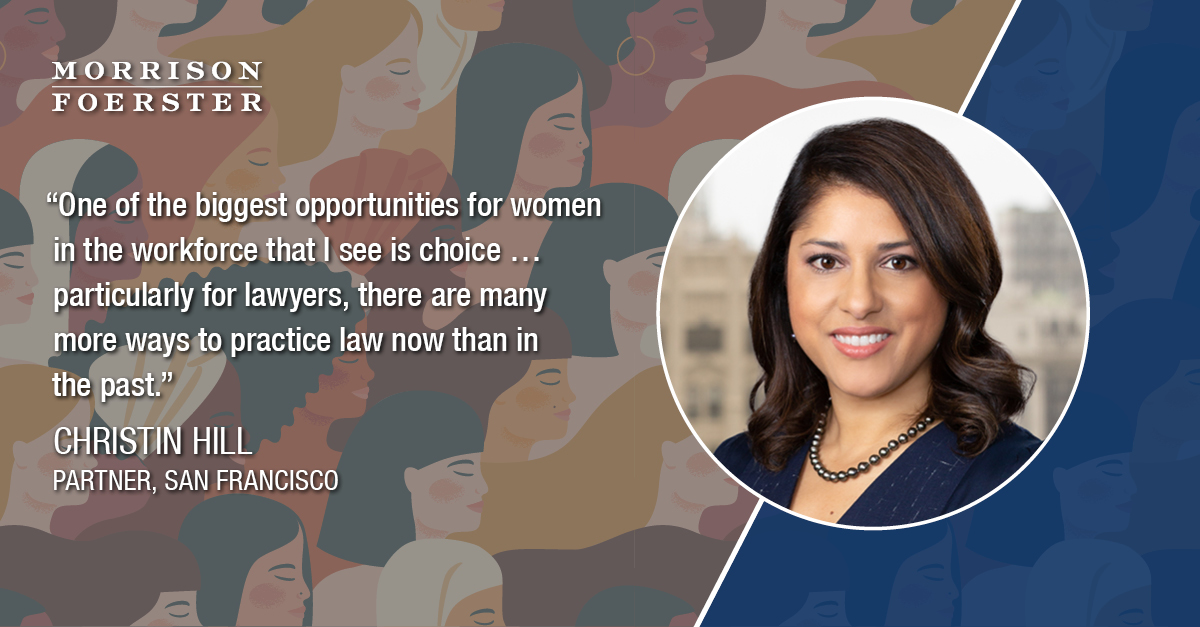 MORRISON
FOERSTER
“One of the biggest opportunities for women
in the workforce that I see is choice …
particularly for lawyers, there are many
more ways to practice law now than in
the past.”
CHRISTIN HILL
PARTNER, SAN FRANCISCO